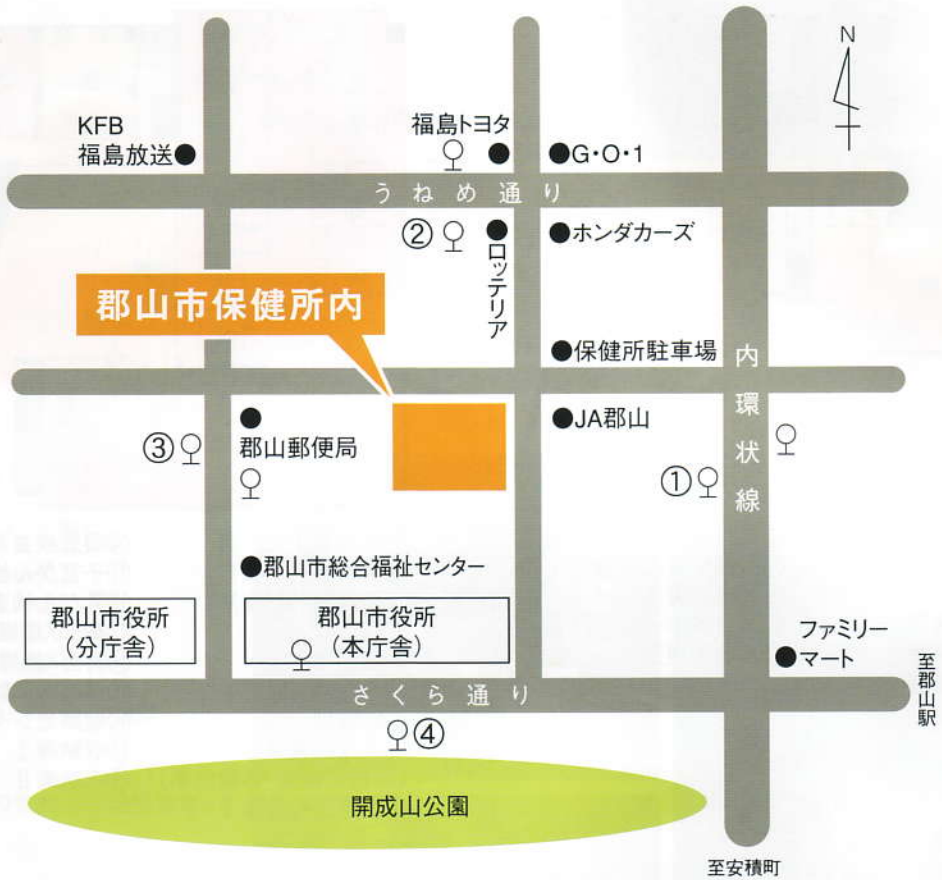 N
KFB
福島放送
福島トヨタ
G・O・1
うねめ通り
②
ロッテリア
ホンダカーズ
郡山市保健所内
保健所駐車場
内環状線
JA郡山
③
郡山郵便局
①
郡山市総合福祉センター
郡山市役所
（分庁舎）
郡山市役所
（本庁舎）
ファミリー
マート
至郡山駅
さくら通り
④
開成山公園
至安積町